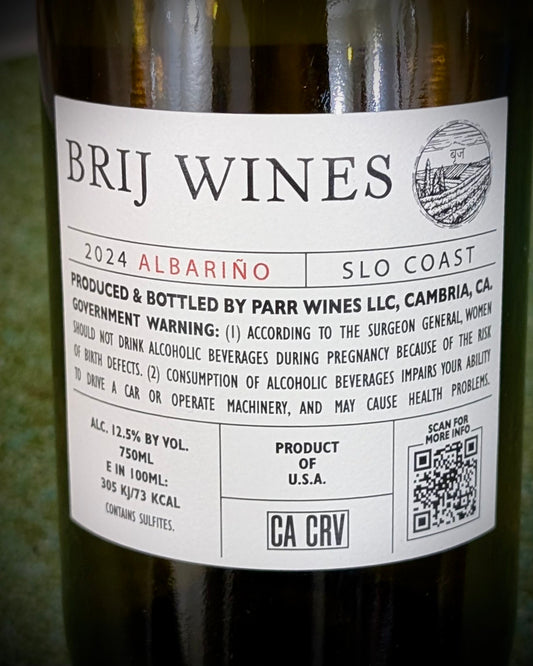 BRIJ WINES
बृज
2024 ALBARIÑO
SLO COAST
PRODUCED & BOTTLED BY PARR WINES LLC, CAMBRIA, CA.
GOVERNMENT WARNING: (1) ACCORDING TO THE SURGEON GENERAL, WOMEN
SHOULD NOT DRINK ALCOHOLIC BEVERAGES DURING PREGNANCY BECAUSE OF THE RISK
OF BIRTH DEFECTS. (2) CONSUMPTION OF ALCOHOLIC BEVERAGES IMPAIRS YOUR ABILITY
TO DRIVE A CAR OR OPERATE MACHINERY, AND MAY CAUSE HEALTH PROBLEMS.
ALC. 12.5% BY VOL.
750ML
E IN 100ML:
305 KJ/73 KCAL
CONTAINS SULFITES.
PRODUCT
OF
U.S.A.
CA CRV
SCAN FOR
MORE INFO